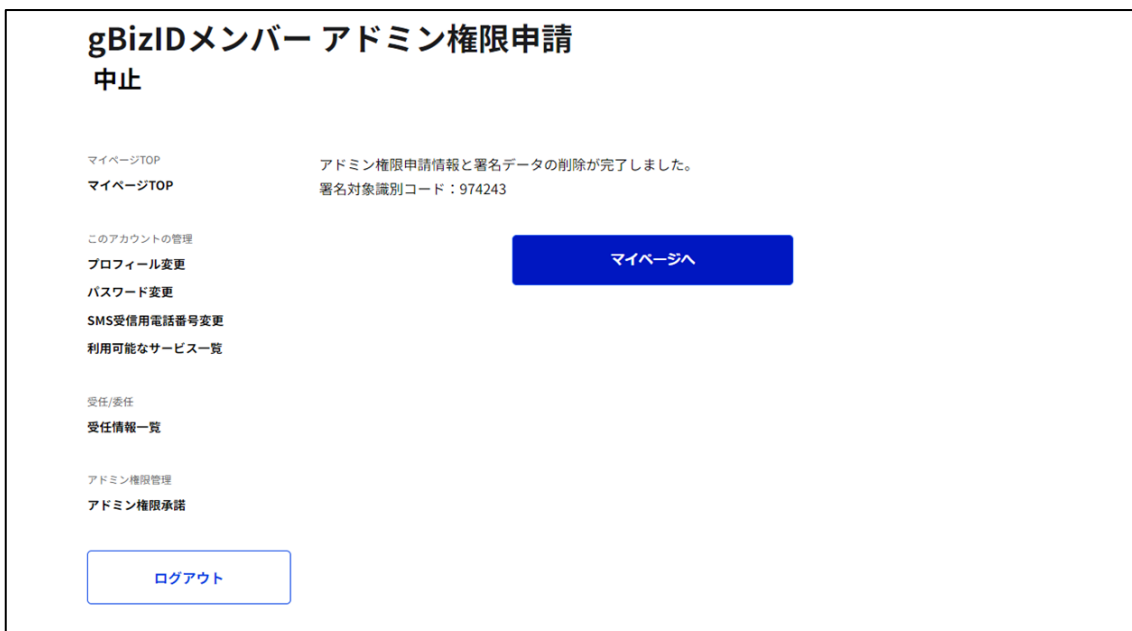 gBizIDメンバー アドミン権限申請
中止
マイページTOP
マイページTOP
このアカウントの管理
プロフィール変更
パスワード変更
SMS受信用電話番号変更
利用可能なサービス一覧
受任/委任
受任情報一覧
アドミン権限管理
アドミン権限承諾
ログアウト
アドミン権限申請情報と署名データの削除が完了しました。
署名対象識別コード：974243
マイページへ